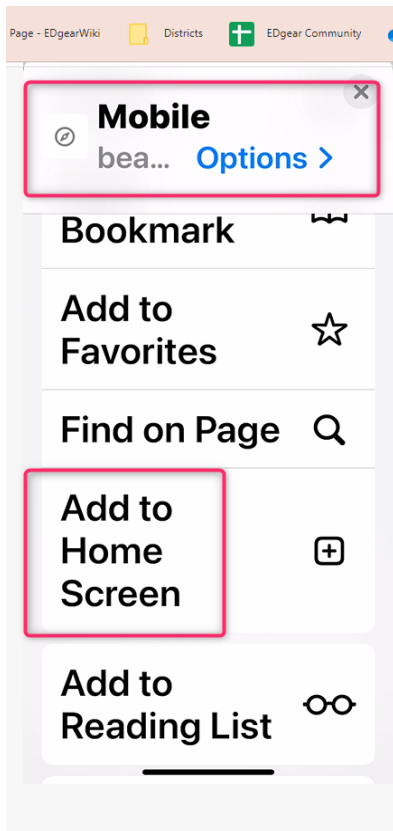 Page - EDgearWiki Districts EDgear Community
Mobile
bea... Options >
Bookmark
Add to
Favorites
Find on Page
Add to
Home
Screen
Add to
Reading List